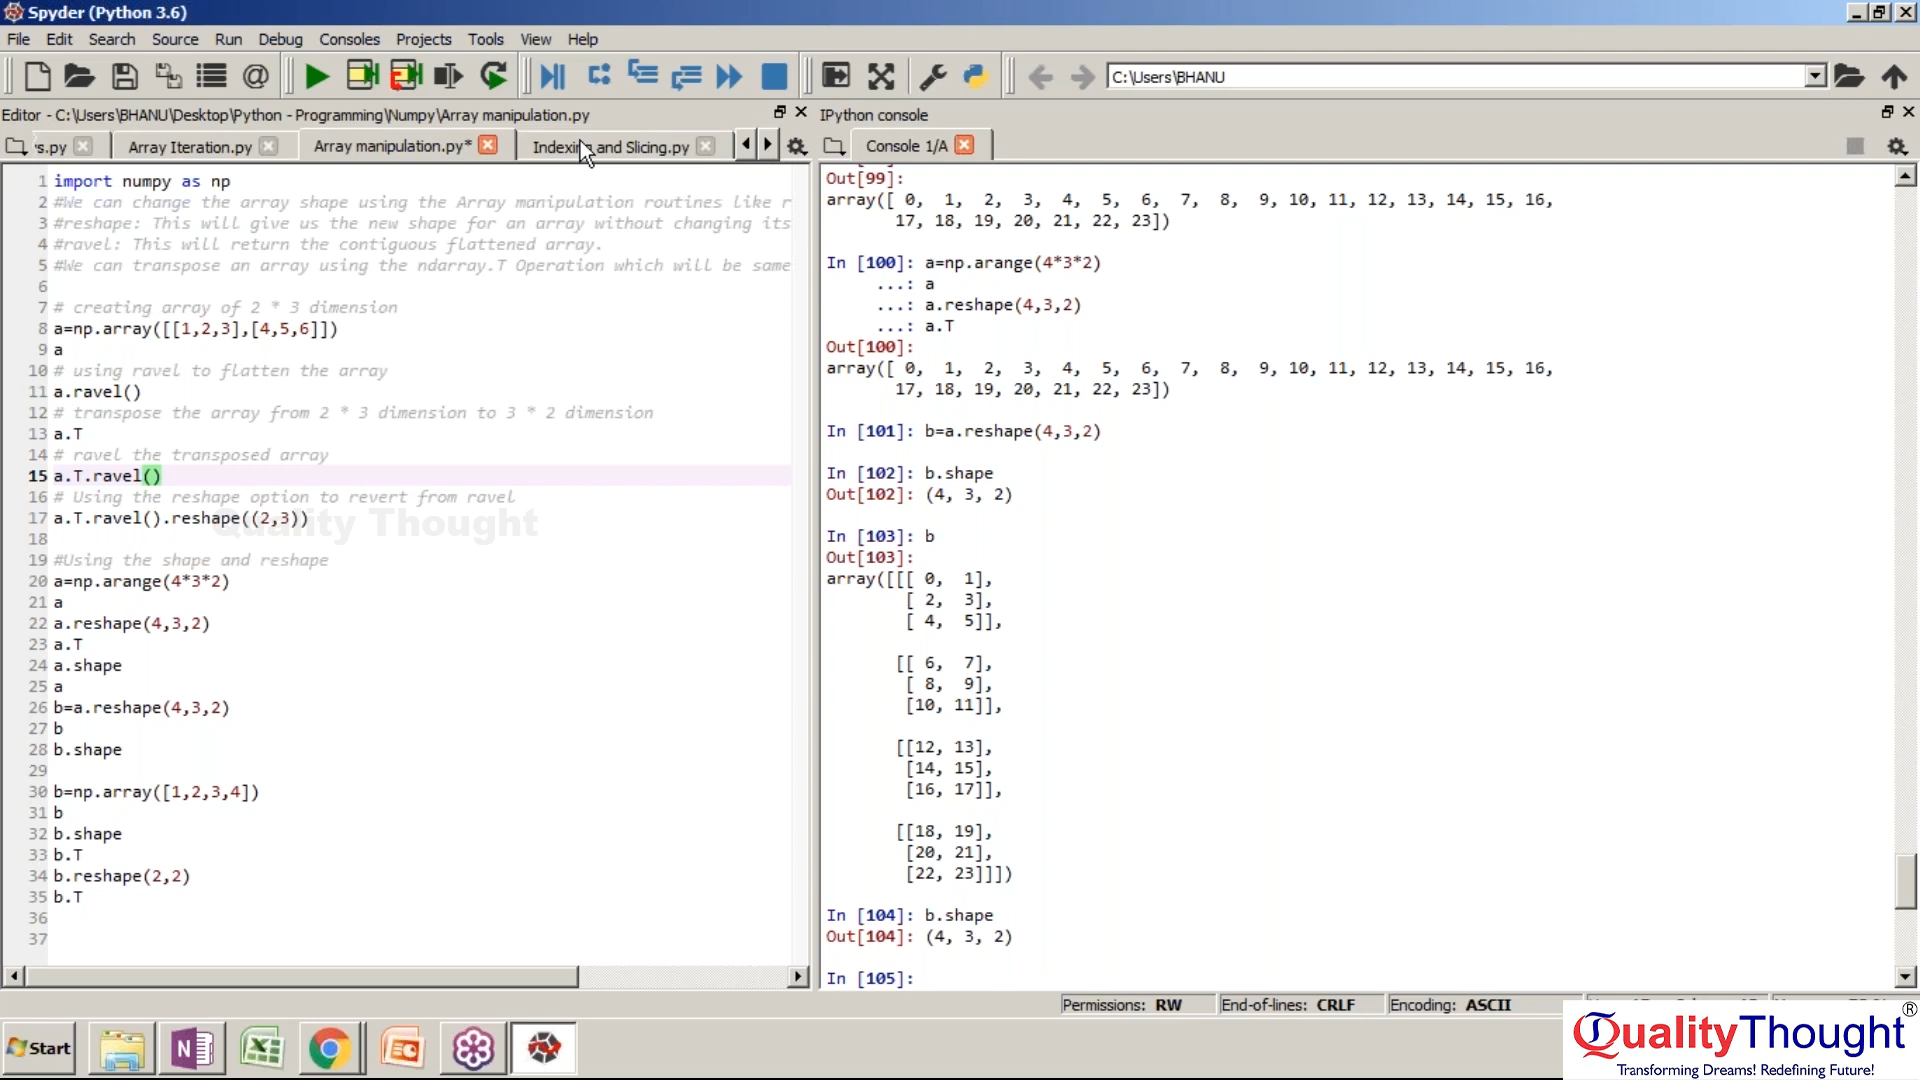 Spyder (Python 3.6)
File Edit Search Source Run Debug Consoles Projects Tools View Help
C:\Users\BHANU
Editor - C:\Users\BHANU\Desktop\Python - Programming\Numpy\Array manipulation.py
IPython console
's.py Array Iteration.py Array manipulation.py* Indexing and Slicing.py
Console 1/A
1 import numpy as np
2 #We can change the array shape using the Array manipulation routines like r
3 #reshape: This will give us the new shape for an array without changing its
4 #ravel: This will return the contiguous flattened array.
5 #We can transpose an array using the ndarray.T Operation which will be same
6
7 # creating array of 2 * 3 dimension
8 a=np.array([[1,2,3],[4,5,6]])
9 a
10 # using ravel to flatten the array
11 a.ravel()
12 # transpose the array from 2 * 3 dimension to 3 * 2 dimension
13 a.T
14 # ravel the transposed array
15 a.T.ravel()
16 # Using the reshape option to revert from ravel
17 a.T.ravel().reshape((2,3))
18
19 #Using the shape and reshape
20 a=np.arange(4*3*2)
21 a
22 a.reshape(4,3,2)
23 a.T
24 a.shape
25 a
26 b=a.reshape(4,3,2)
27 b
28 b.shape
29
30 b=np.array([1,2,3,4])
31 b
32 b.shape
33 b.T
34 b.reshape(2,2)
35 b.T
36
37
Quality Thought
Out[99]:
array([ 0, 1, 2, 3, 4, 5, 6, 7, 8, 9, 10, 11, 12, 13, 14, 15, 16,
17, 18, 19, 20, 21, 22, 23])
In [100]: a=np.arange(4*3*2)
...: a
...: a.reshape(4,3,2)
...: a.T
Out[100]:
array([ 0, 1, 2, 3, 4, 5, 6, 7, 8, 9, 10, 11, 12, 13, 14, 15, 16,
17, 18, 19, 20, 21, 22, 23])
In [101]: b=a.reshape(4,3,2)
In [102]: b.shape
Out[102]: (4, 3, 2)
In [103]: b
Out[103]:
array([[[ 0, 1],
[ 2, 3],
[ 4, 5]],
[[ 6, 7],
[ 8, 9],
[10, 11]],
[[12, 13],
[14, 15],
[16, 17]],
[[18, 19],
[20, 21],
[22, 23]]])
In [104]: b.shape
Out[104]: (4, 3, 2)
In [105]:
Permissions: RW End-of-lines: CRLF Encoding: ASCII
Start
QualityThought®
Transforming Dreams! Redefining Future!